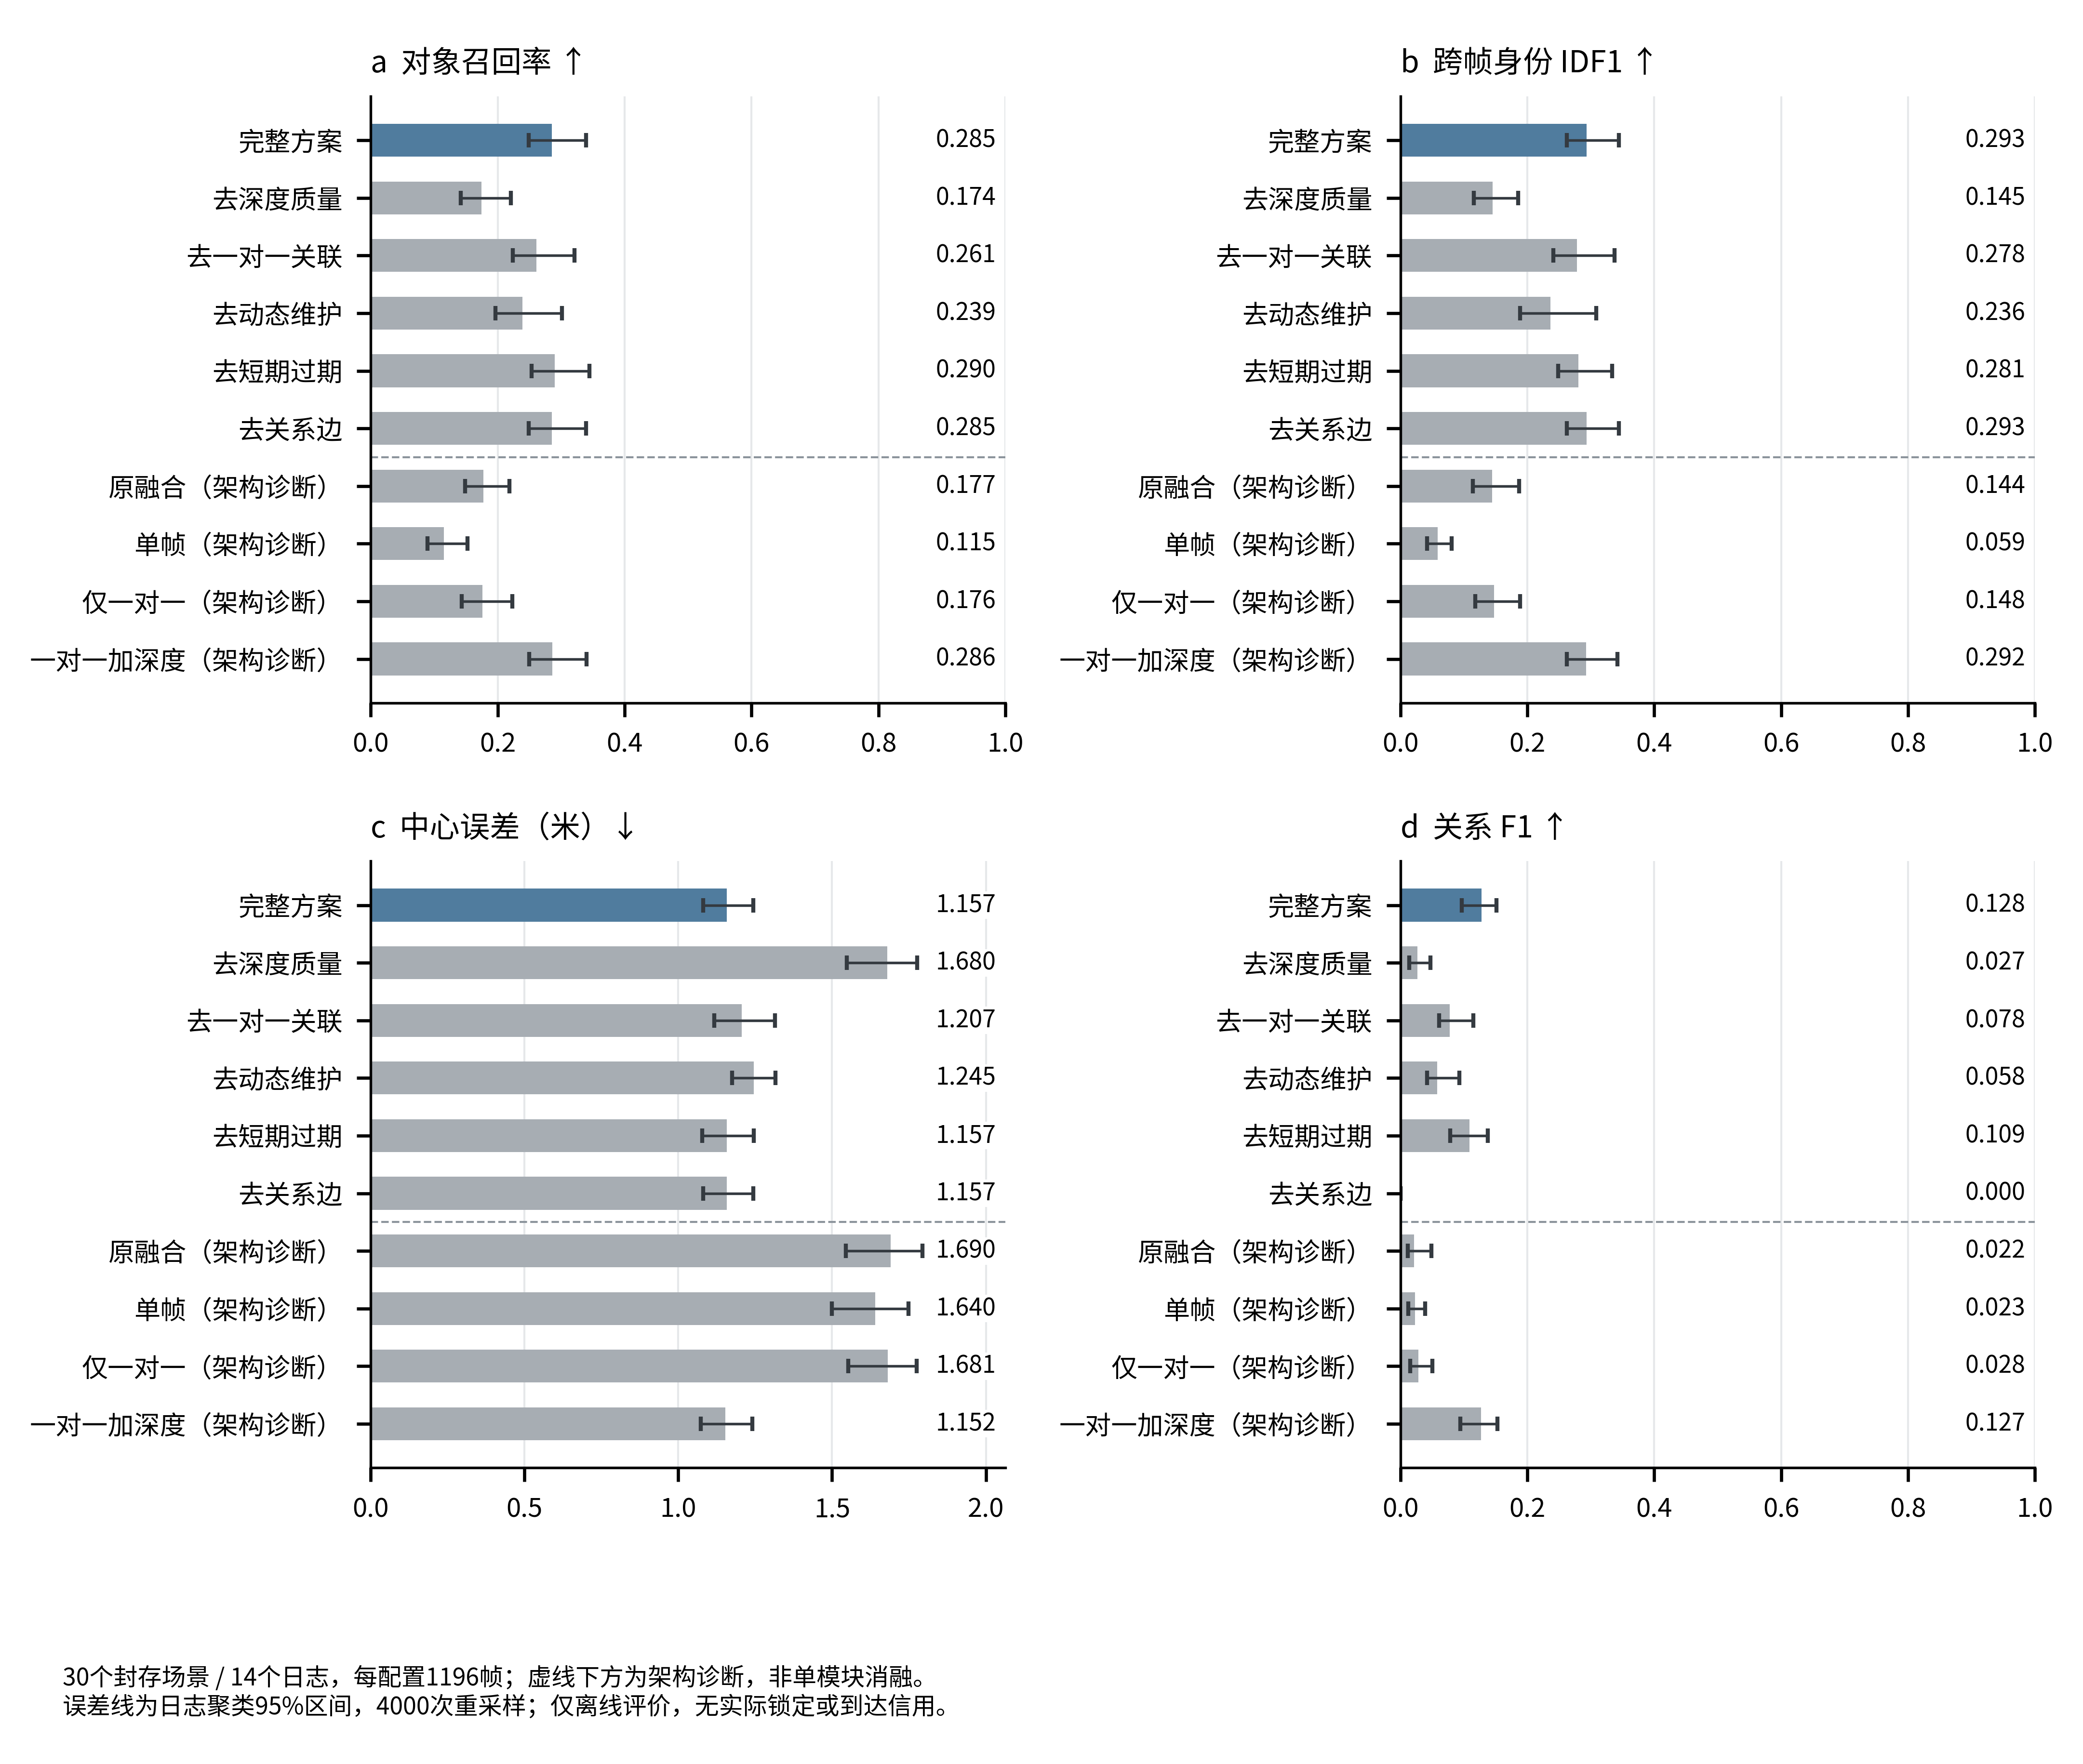 a 对象召回率 ↑
完整方案 0.285
去深度质量 0.174
去一对一关联 0.261
去动态维护 0.239
去短期过期 0.290
去关系边 0.285
原融合（架构诊断） 0.177
单帧（架构诊断） 0.115
仅一对一（架构诊断） 0.176
一对一加深度（架构诊断） 0.286
0.0 0.2 0.4 0.6 0.8 1.0
b 跨帧身份 IDF1 ↑
完整方案 0.293
去深度质量 0.145
去一对一关联 0.278
去动态维护 0.236
去短期过期 0.281
去关系边 0.293
原融合（架构诊断） 0.144
单帧（架构诊断） 0.059
仅一对一（架构诊断） 0.148
一对一加深度（架构诊断） 0.292
0.0 0.2 0.4 0.6 0.8 1.0
c 中心误差（米）↓
完整方案 1.157
去深度质量 1.680
去一对一关联 1.207
去动态维护 1.245
去短期过期 1.157
去关系边 1.157
原融合（架构诊断） 1.690
单帧（架构诊断） 1.640
仅一对一（架构诊断） 1.681
一对一加深度（架构诊断） 1.152
0.0 0.5 1.0 1.5 2.0
d 关系 F1 ↑
完整方案 0.128
去深度质量 0.027
去一对一关联 0.078
去动态维护 0.058
去短期过期 0.109
去关系边 0.000
原融合（架构诊断） 0.022
单帧（架构诊断） 0.023
仅一对一（架构诊断） 0.028
一对一加深度（架构诊断） 0.127
0.0 0.2 0.4 0.6 0.8 1.0
30个封存场景 / 14个日志，每配置1196帧；虚线下方为架构诊断，非单模块消融。
误差线为日志聚类95%区间，4000次重采样；仅离线评价，无实际锁定或到达信用。